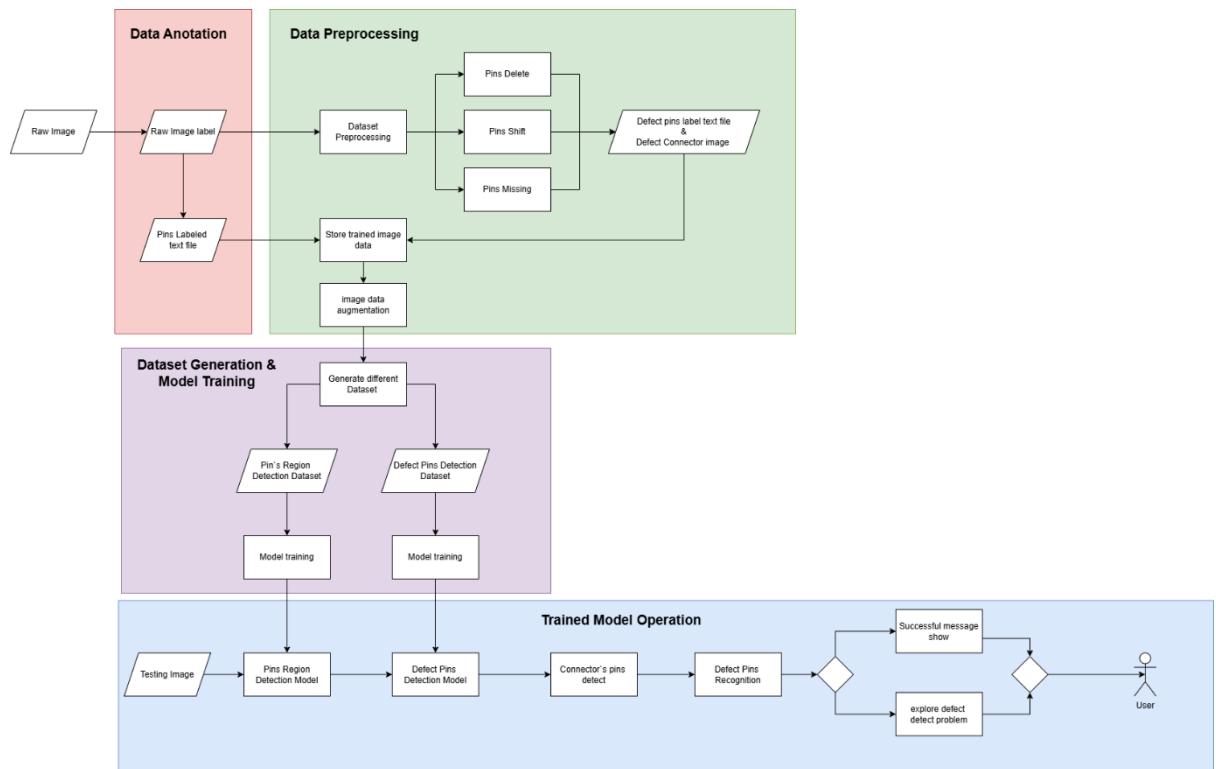 Data Anotation
Data Preprocessing
Raw Image
Raw Image label
Pins Labeled
text file
Dataset
Preprocessing
Pins Delete
Pins Shift
Pins Missing
Defect pins label text file
&
Defect Connector image
Store trained image
data
image data
augmentation
Dataset Generation &
Model Training
Generate different
Dataset
Pin`s Region
Detection Dataset
Defect Pins Detection
Dataset
Model training
Model training
Trained Model Operation
Testing Image
Pins Region
Detection Model
Defect Pins
Detection Model
Connector`s pins
detect
Defect Pins
Recognition
Successful message
show
explore defect
detect problem
User